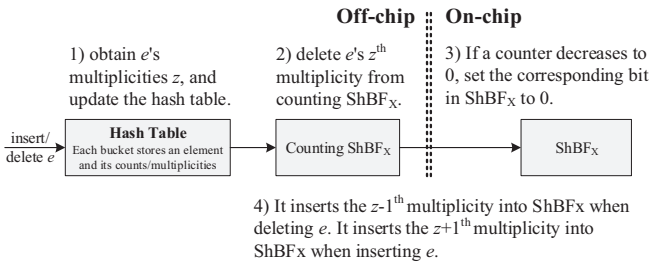 Off-chip
On-chip
1) obtain e's
multiplicities z, and
update the hash table.
2) delete e's zth
multiplicity from
counting ShBFX.
3) If a counter decreases to
0, set the corresponding bit
in ShBFX to 0.
insert/
delete e
Hash Table
Each bucket stores an element
and its counts/multiplicities
Counting ShBFX
ShBFX
4) It inserts the z-1th multiplicity into ShBFx when
deleting e. It inserts the z+1th multiplicity into
ShBFx when inserting e.